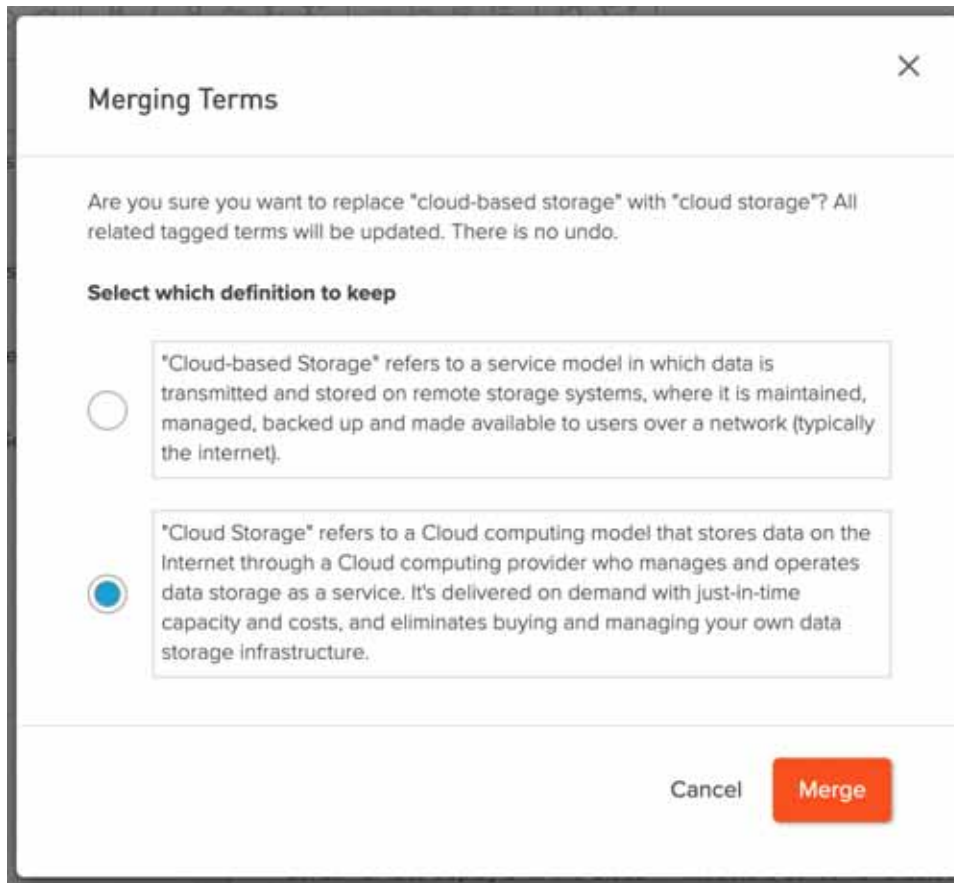 Merging Terms
Are you sure you want to replace "cloud-based storage" with "cloud storage"? All
related tagged terms will be updated. There is no undo.
Select which definition to keep
"Cloud-based Storage" refers to a service model in which data is
transmitted and stored on remote storage systems, where it is maintained,
managed, backed up and made available to users over a network (typically
the internet).
"Cloud Storage" refers to a Cloud computing model that stores data on the
Internet through a Cloud computing provider who manages and operates
data storage as a service. It's delivered on demand with just-in-time
capacity and costs, and eliminates buying and managing your own data
storage infrastructure.
Cancel
Merge